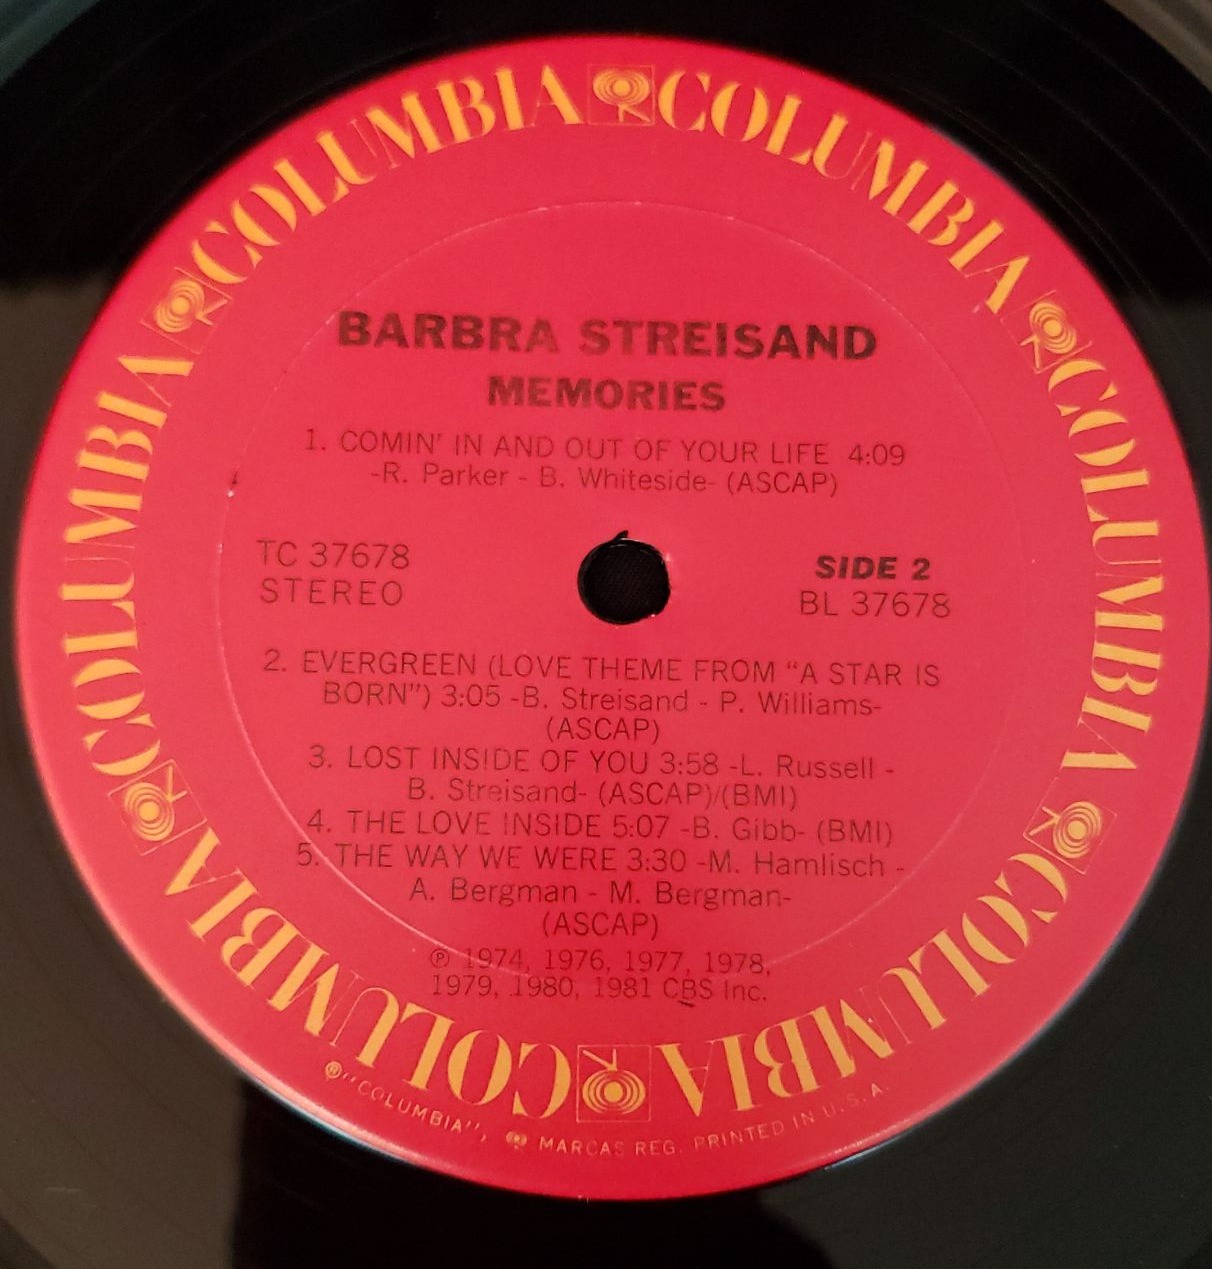 COLUMBIA COLUMBIA COLUMBIA COLUMBIA COLUMBIA COLUMBIA COLUMBIA COLUMBIA
BARBRA STREISAND
MEMORIES
1. COMIN' IN AND OUT OF YOUR LIFE 4:09
-R. Parker - B. Whiteside- (ASCAP)
TC 37678
STEREO
SIDE 2
BL 37678
2. EVERGREEN (LOVE THEME FROM “A STAR IS
BORN”) 3:05 -B. Streisand - P. Williams-
(ASCAP)
3. LOST INSIDE OF YOU 3:58 -L. Russell -
B. Streisand- (ASCAP)/(BMI)
4. THE LOVE INSIDE 5:07 -B. Gibb- (BMI)
5. THE WAY WE WERE 3:30 -M. Hamlisch -
A. Bergman - M. Bergman-
(ASCAP)
℗ 1974, 1976, 1977, 1978,
1979, 1980, 1981 CBS Inc.
®“COLUMBIA”, MARCAS REG. PRINTED IN U.S.A.